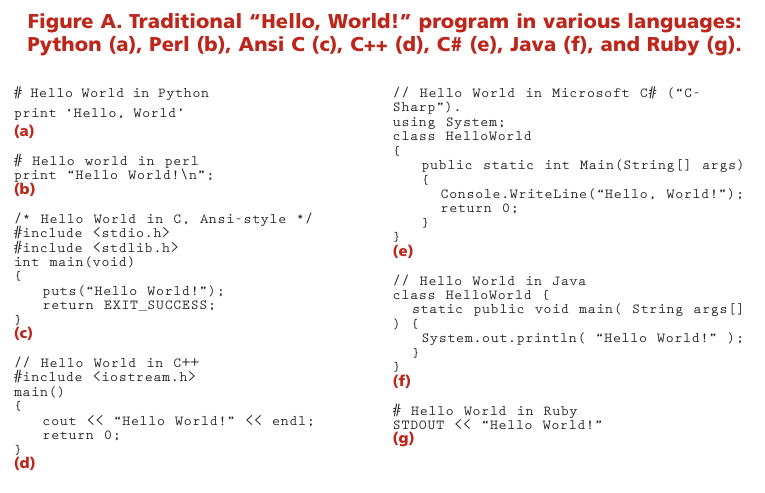 Figure A. Traditional “Hello, World!” program in various languages:
Python (a), Perl (b), Ansi C (c), C++ (d), C# (e), Java (f), and Ruby (g).
# Hello World in Python
print ‘Hello, World’
(a)
# Hello world in perl
print “Hello World!\n”;
(b)
/* Hello World in C, Ansi-style */
#include <stdio.h>
#include <stdlib.h>
int main(void)
{
puts(“Hello World!”);
return EXIT_SUCCESS;
}
(c)
// Hello World in C++
#include <iostream.h>
main()
{
cout << “Hello World!” << endl;
return 0;
}
(d)
// Hello World in Microsoft C# (“C-
Sharp”).
using System;
class HelloWorld
{
public static int Main(String[] args)
{
Console.WriteLine(“Hello, World!”);
return 0;
}
}
(e)
// Hello World in Java
class HelloWorld {
static public void main( String args[]
) {
System.out.println( “Hello World!” );
}
}
(f)
# Hello World in Ruby
STDOUT << “Hello World!”
(g)